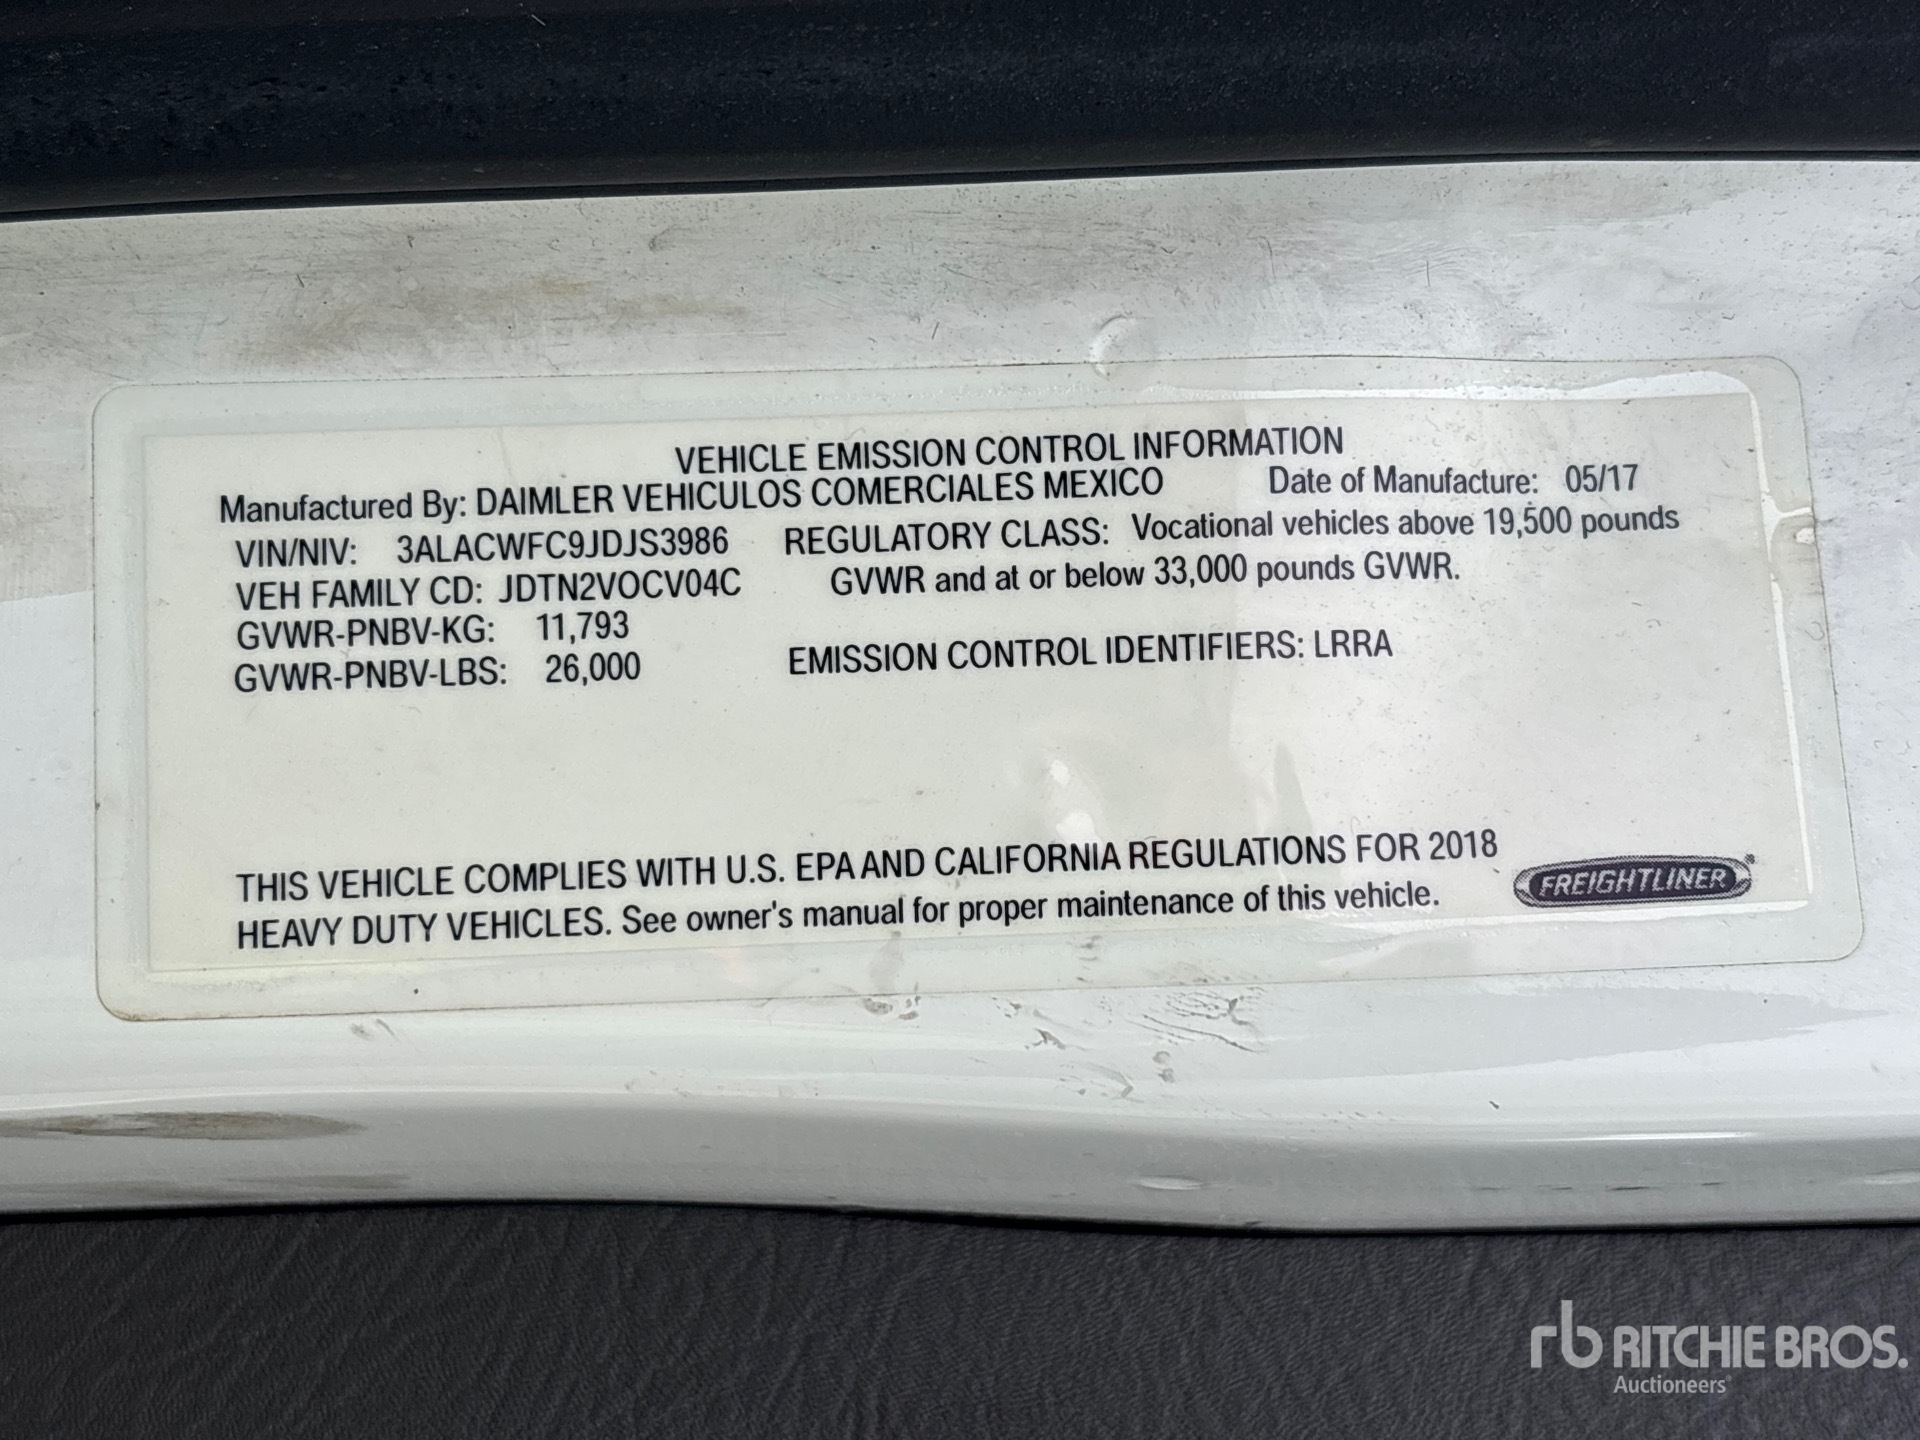 VEHICLE EMISSION CONTROL INFORMATION
Manufactured By: DAIMLER VEHICULOS COMERCIALES MEXICO Date of Manufacture: 05/17
VIN/NIV: 3ALACWFC9JDJS3986 REGULATORY CLASS: Vocational vehicles above 19,500 pounds
VEH FAMILY CD: JDTN2VOCV04C GVWR and at or below 33,000 pounds GVWR.
GVWR-PNBV-KG: 11,793
GVWR-PNBV-LBS: 26,000 EMISSION CONTROL IDENTIFIERS: LRRA
THIS VEHICLE COMPLIES WITH U.S. EPA AND CALIFORNIA REGULATIONS FOR 2018
HEAVY DUTY VEHICLES. See owner's manual for proper maintenance of this vehicle.
FREIGHTLINER
rb RITCHIE BROS.
Auctioneers